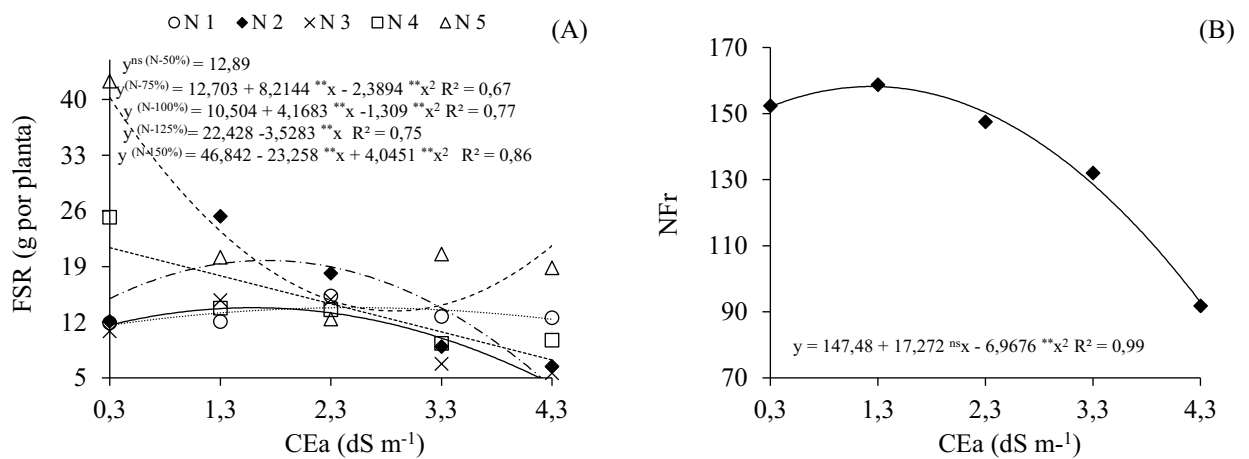 ○ N 1 ◆ N 2 × N 3 □ N 4 △ N 5
(A)
y^ns (N-50%) = 12,89
y^(N-75%) = 12,703 + 8,2144 **x - 2,3894 **x² R² = 0,67
y ^(N-100%) = 10,504 + 4,1683 **x -1,309 **x² R² = 0,77
y ^(N-125%) = 22,428 -3,5283 **x R² = 0,75
y ^(N-150%) = 46,842 - 23,258 **x + 4,0451 **x² R² = 0,86
FSR (g por planta)
40
33
26
19
12
5
0,3 1,3 2,3 3,3 4,3
CEa (dS m⁻¹)
(B)
NFr
170
150
130
110
90
70
y = 147,48 + 17,272 ⁿˢx - 6,9676 **x² R² = 0,99
0,3 1,3 2,3 3,3 4,3
CEa (dS m⁻¹)